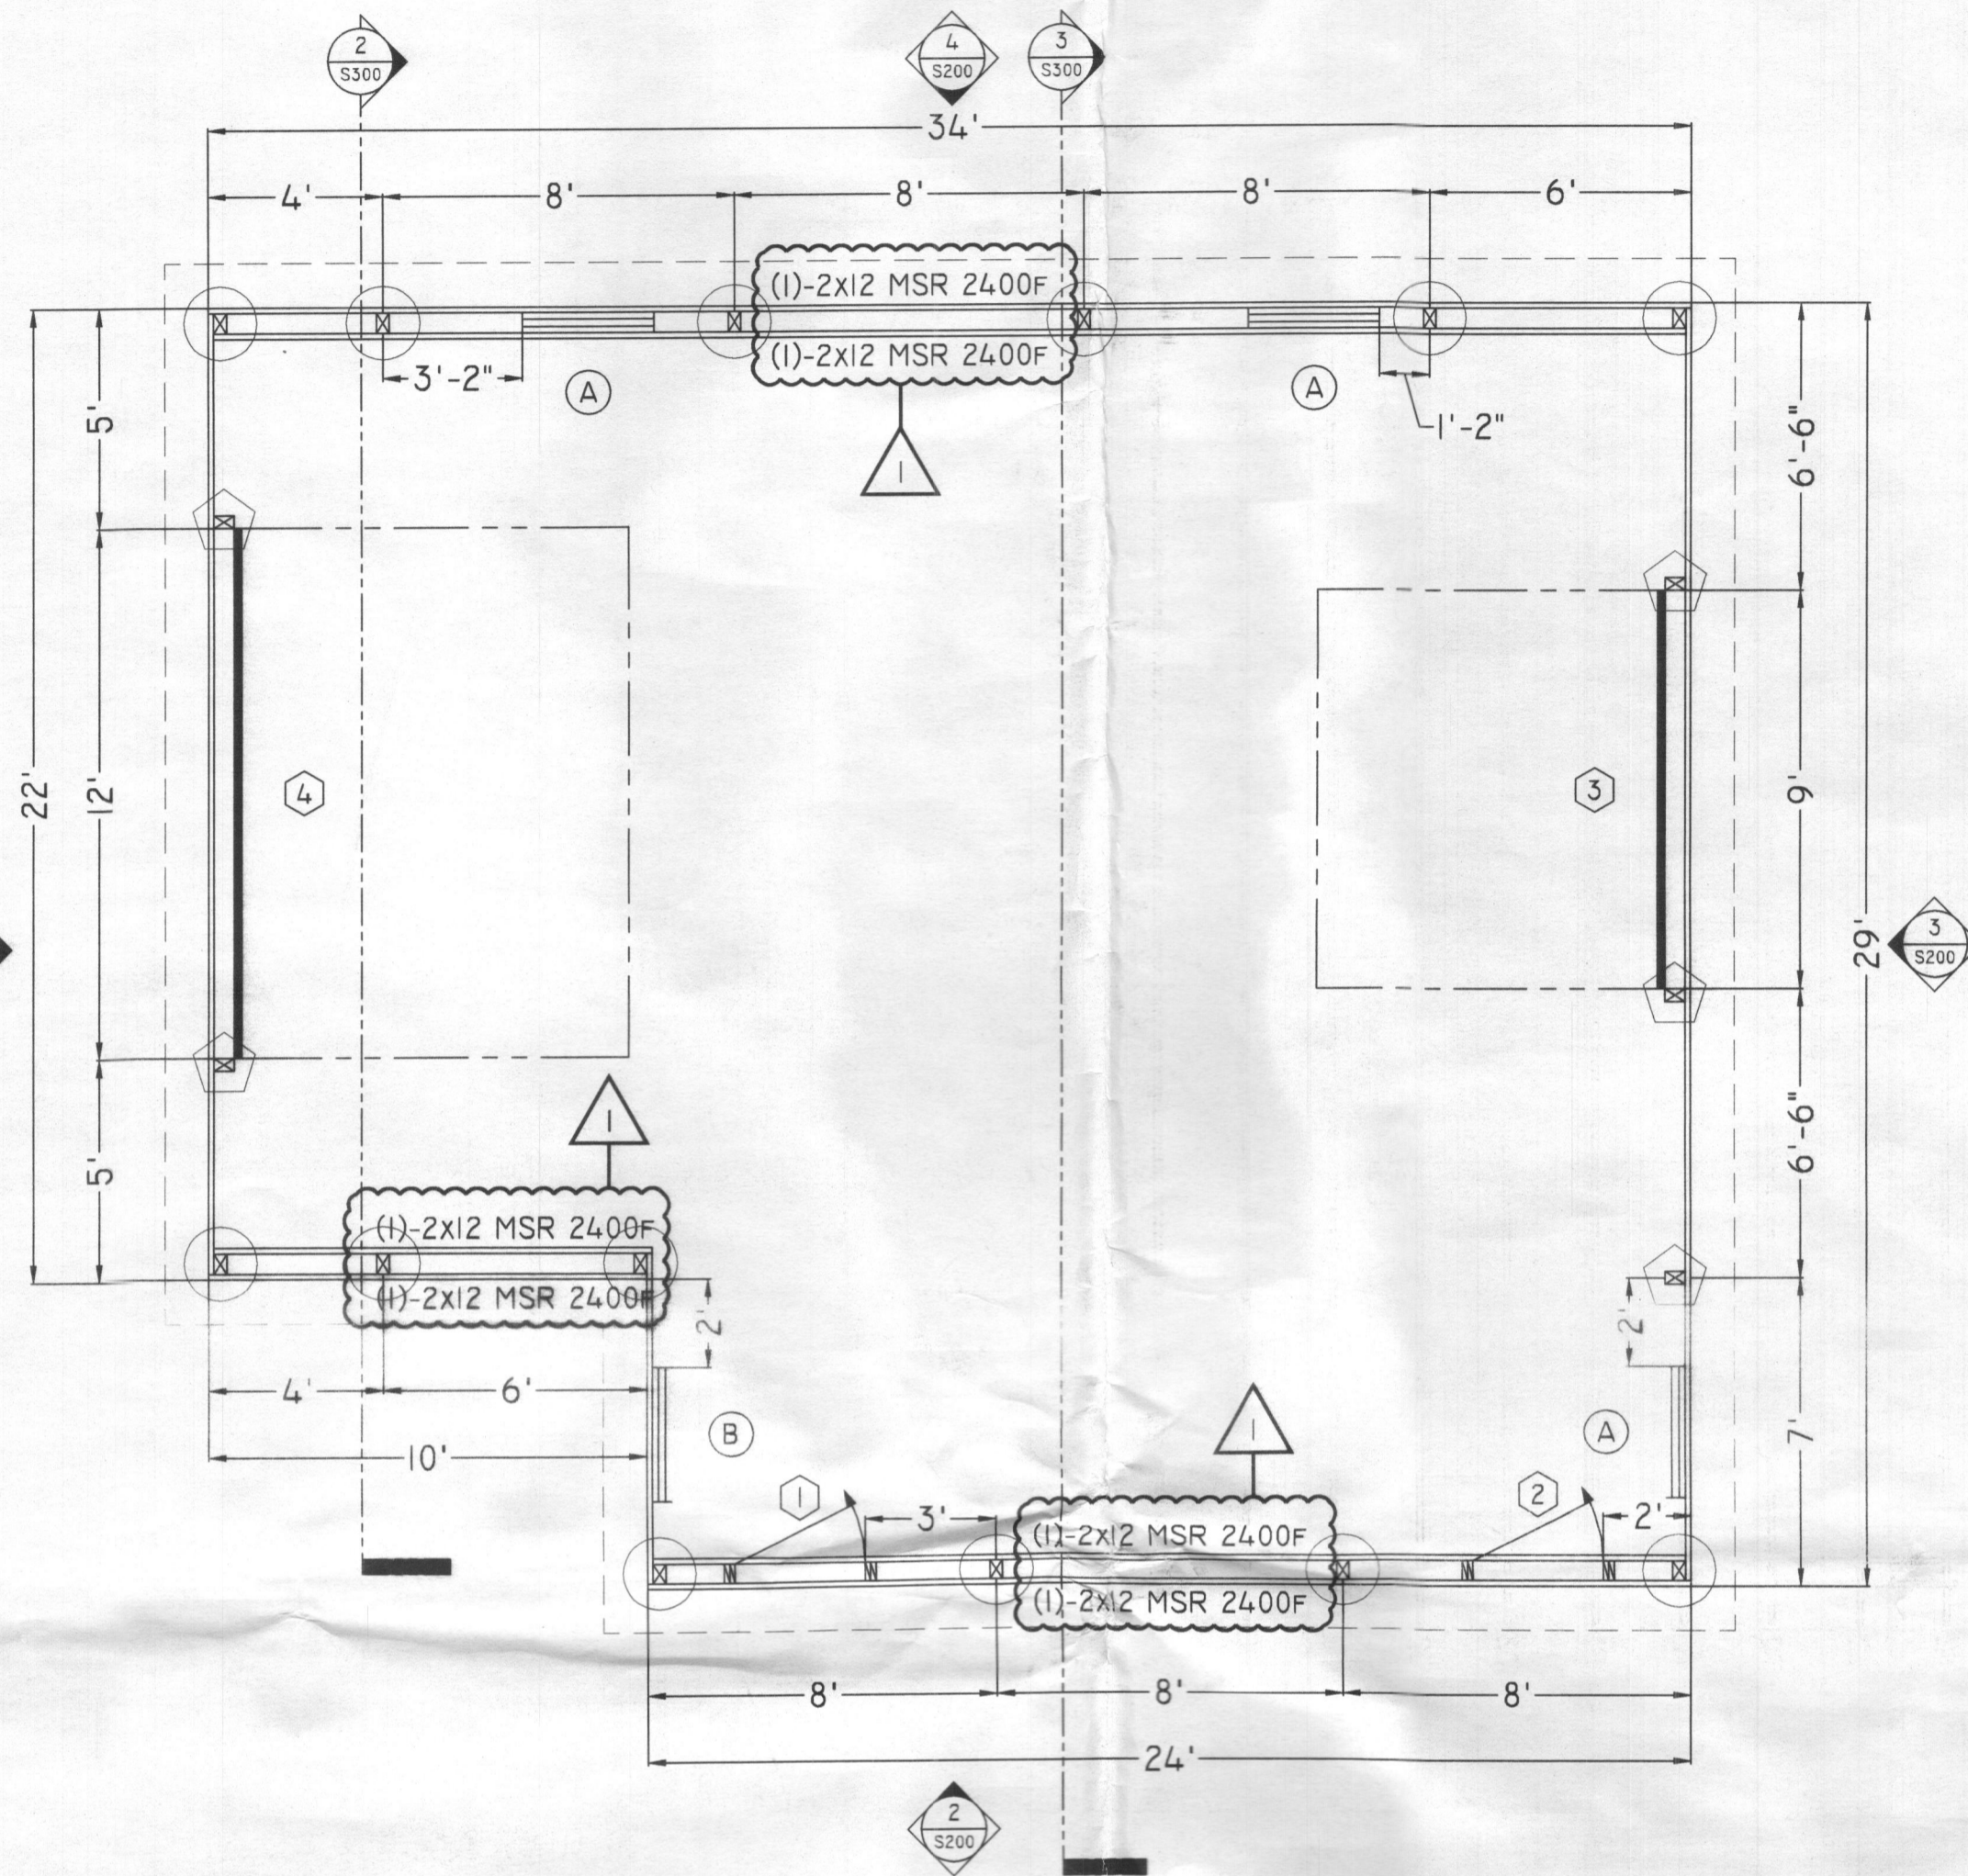 2
S300
4
S200
3
S300
34'
4'
8'
8'
8'
6'
(1)-2x12 MSR 2400F
(1)-2x12 MSR 2400F
1
3'-2"
A
A
1'-2"
5'
12'
5'
22'
4
3
6'-6"
9'
6'-6"
7'
29'
3
S200
1
(1)-2x12 MSR 2400F
(1)-2x12 MSR 2400F
2'
2'
4'
6'
10'
B
A
1
1
3'
2
2'
(1)-2x12 MSR 2400F
(1)-2x12 MSR 2400F
8'
8'
8'
24'
2
S200